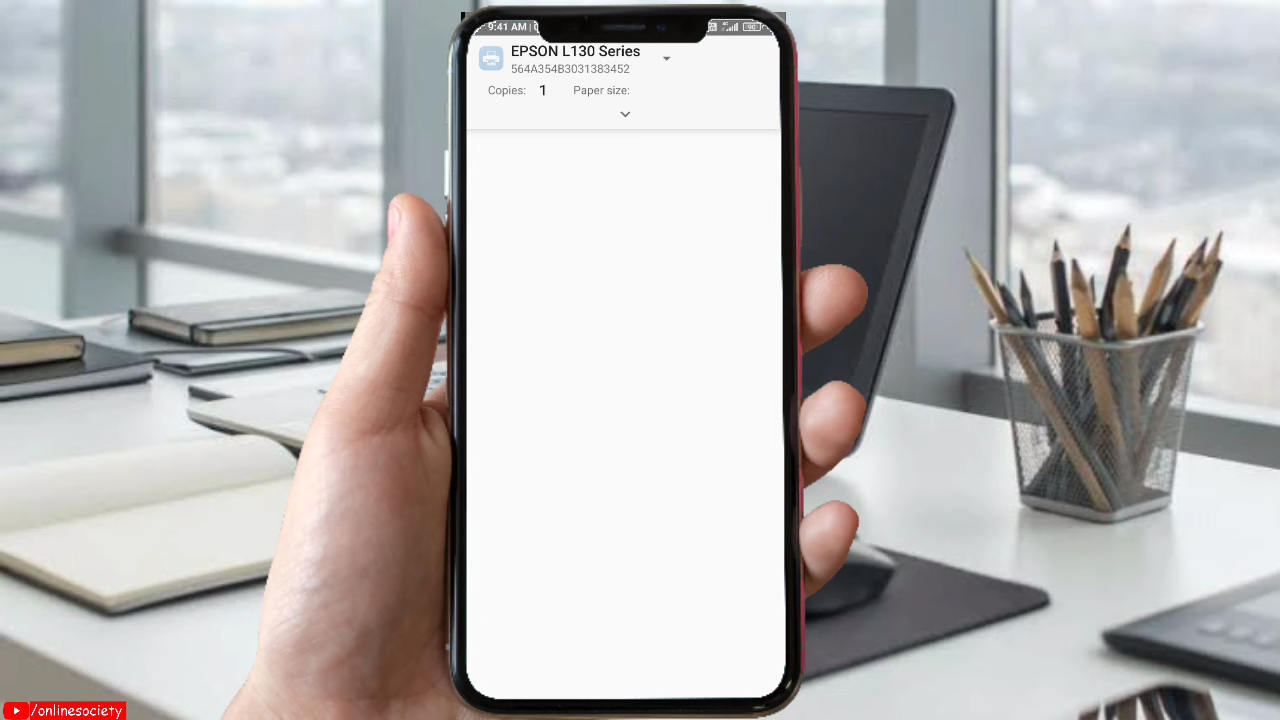 9:41 AM
EPSON L130 Series
564A354B3031383452
Copies: 1 Paper size:
/onlinesociety